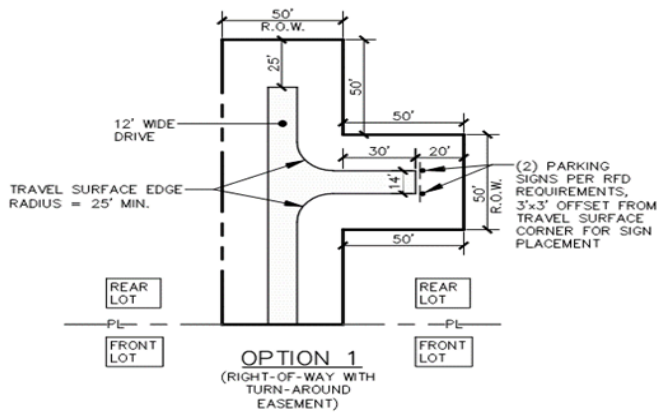 50'
R.O.W.
25'
50'
50'
12' WIDE
DRIVE
30'
20'
(2) PARKING
SIGNS PER RFD
REQUIREMENTS,
3'x3' OFFSET FROM
TRAVEL SURFACE
CORNER FOR SIGN
PLACEMENT
14'
50'
R.O.W.
TRAVEL SURFACE EDGE
RADIUS = 25' MIN.
50'
REAR
LOT
REAR
LOT
PL
PL
FRONT
LOT
FRONT
LOT
OPTION 1
(RIGHT-OF-WAY WITH
TURN-AROUND
EASEMENT)